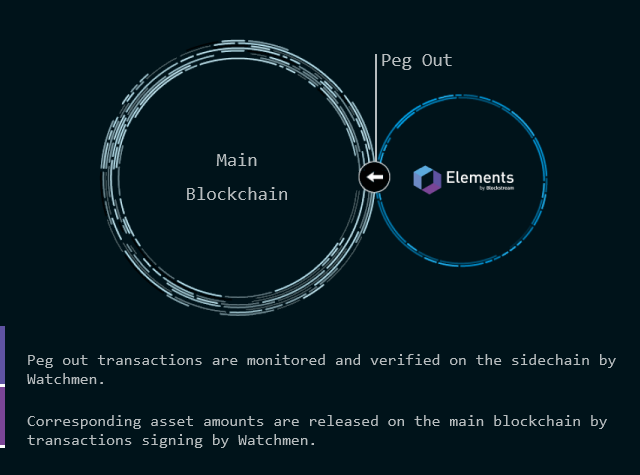 Peg Out
Main
Blockchain
Elements
by Blockstream
Peg out transactions are monitored and verified on the sidechain by
Watchmen.
Corresponding asset amounts are released on the main blockchain by
transactions signing by Watchmen.